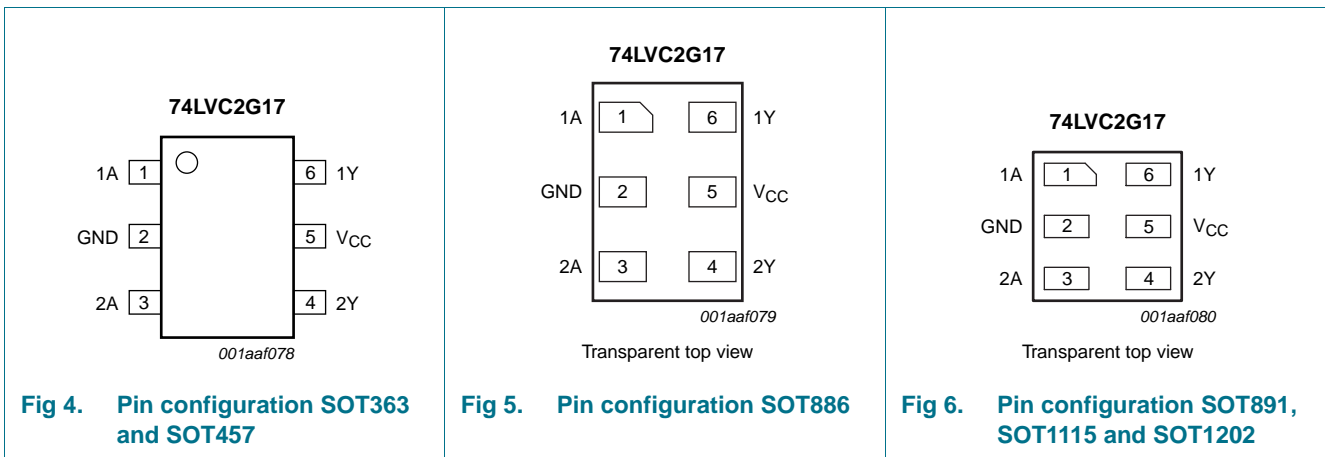 74LVC2G17
1A 1 6 1Y
GND 2 5 VCC
2A 3 4 2Y
001aaf078
Fig 4. Pin configuration SOT363
and SOT457
74LVC2G17
1A 1 6 1Y
GND 2 5 VCC
2A 3 4 2Y
001aaf079
Transparent top view
Fig 5. Pin configuration SOT886
74LVC2G17
1A 1 6 1Y
GND 2 5 VCC
2A 3 4 2Y
001aaf080
Transparent top view
Fig 6. Pin configuration SOT891,
SOT1115 and SOT1202